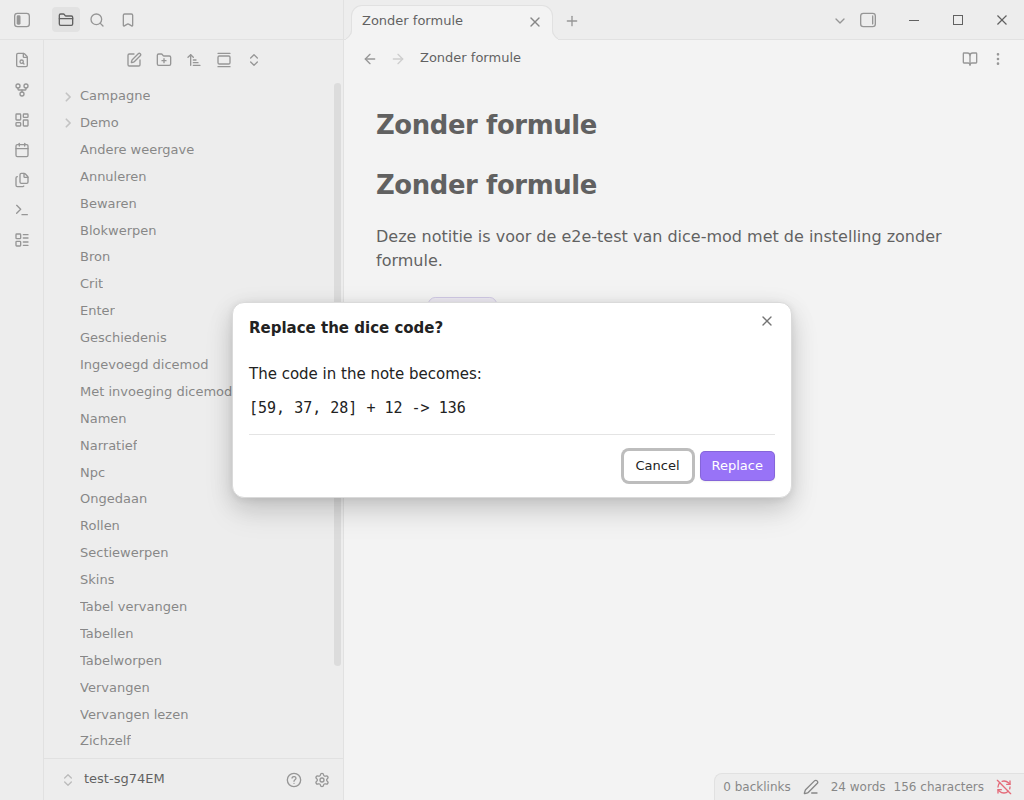 Zonder formule
Zonder formule
Campagne
Demo
Andere weergave
Annuleren
Bewaren
Blokwerpen
Bron
Crit
Enter
Geschiedenis
Ingevoegd dicemod
Met invoeging dicemod
Namen
Narratief
Npc
Ongedaan
Rollen
Sectiewerpen
Skins
Tabel vervangen
Tabellen
Tabelworpen
Vervangen
Vervangen lezen
Zichzelf
test-sg74EM
Zonder formule
Zonder formule
Deze notitie is voor de e2e-test van dice-mod met de instelling zonder
formule.
Replace the dice code?
The code in the note becomes:
[59, 37, 28] + 12 -> 136
Cancel Replace
0 backlinks 24 words 156 characters